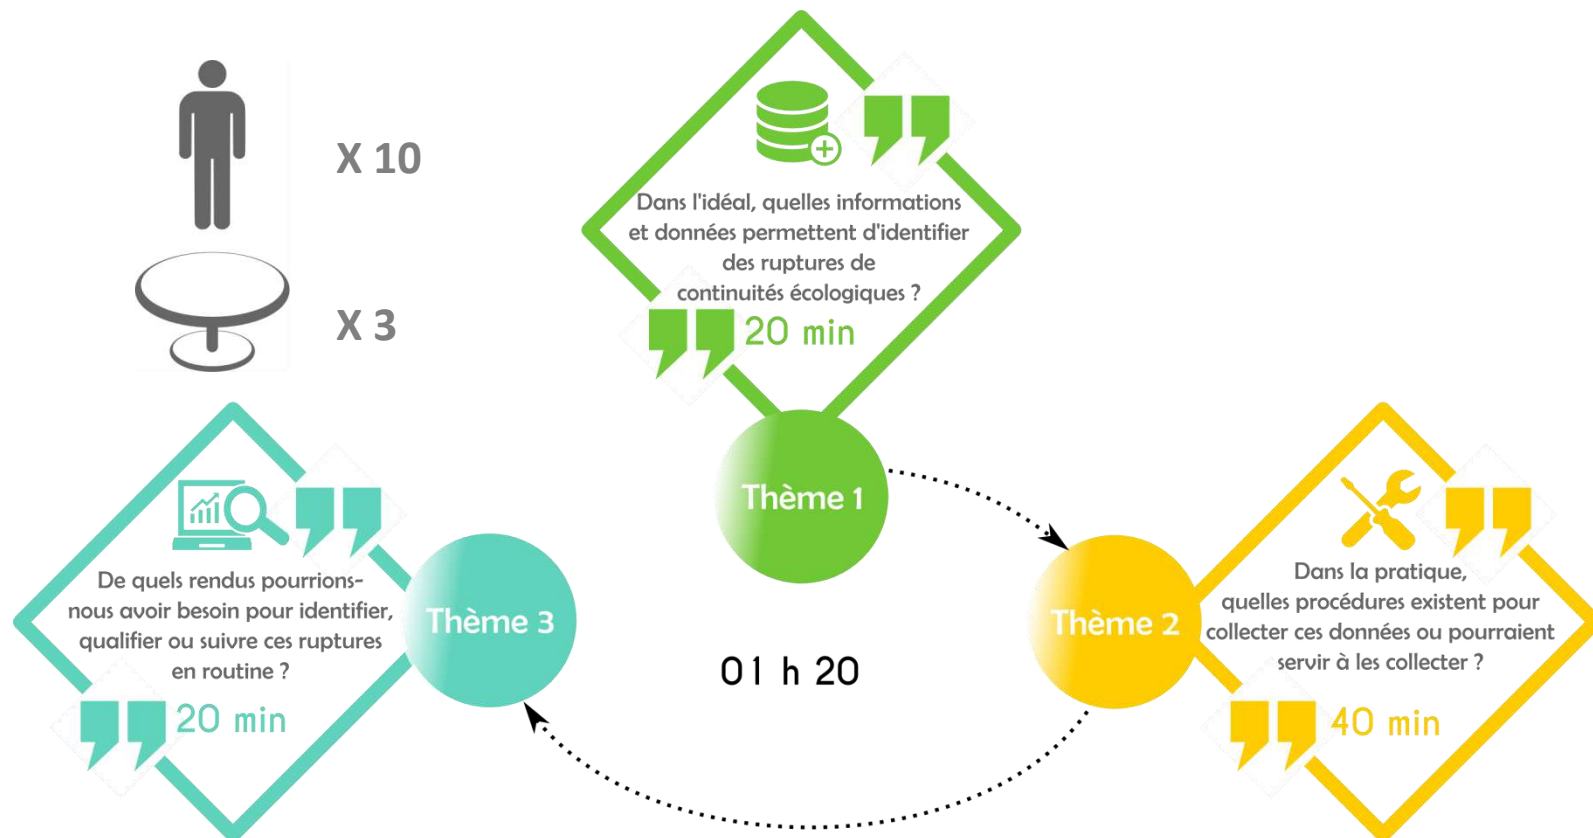 X 10
X 3
Dans l'idéal, quelles informations
et données permettent d'identifier
des ruptures de
continuités écologiques ?
20 min
Thème 1
Dans la pratique,
quelles procédures existent pour
collecter ces données ou pourraient
servir à les collecter ?
40 min
Thème 2
De quels rendus pourrions-
nous avoir besoin pour identifier,
qualifier ou suivre ces ruptures
en routine ?
20 min
Thème 3
01 h 20